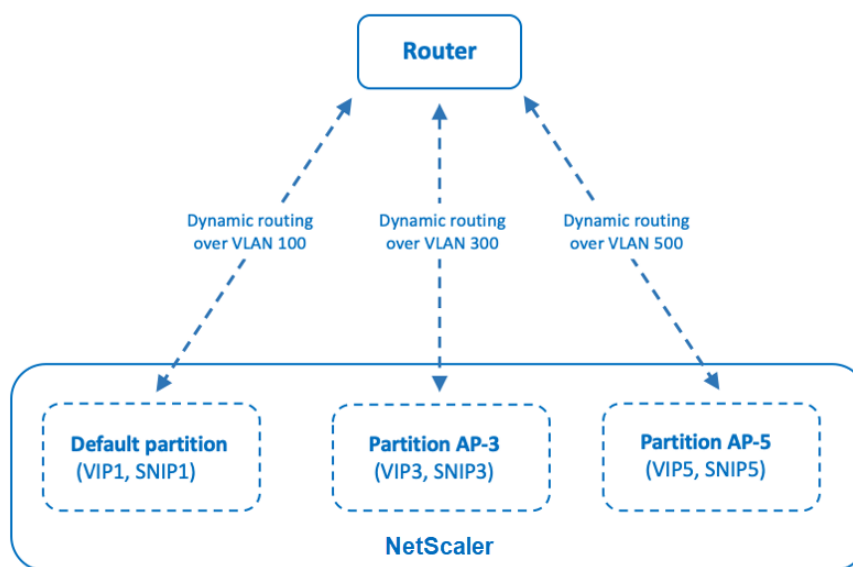 Router
Dynamic routing
over VLAN 100
Dynamic routing
over VLAN 300
Dynamic routing
over VLAN 500
Default partition
(VIP1, SNIP1)
Partition AP-3
(VIP3, SNIP3)
Partition AP-5
(VIP5, SNIP5)
NetScaler